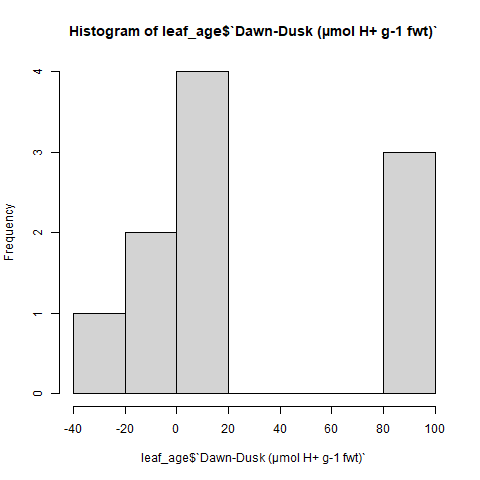 Histogram of leaf_age$`Dawn-Dusk (µmol H+ g-1 fwt)`
4
3
2
1
0
Frequency
-40 -20 0 20 40 60 80 100
leaf_age$`Dawn-Dusk (µmol H+ g-1 fwt)`